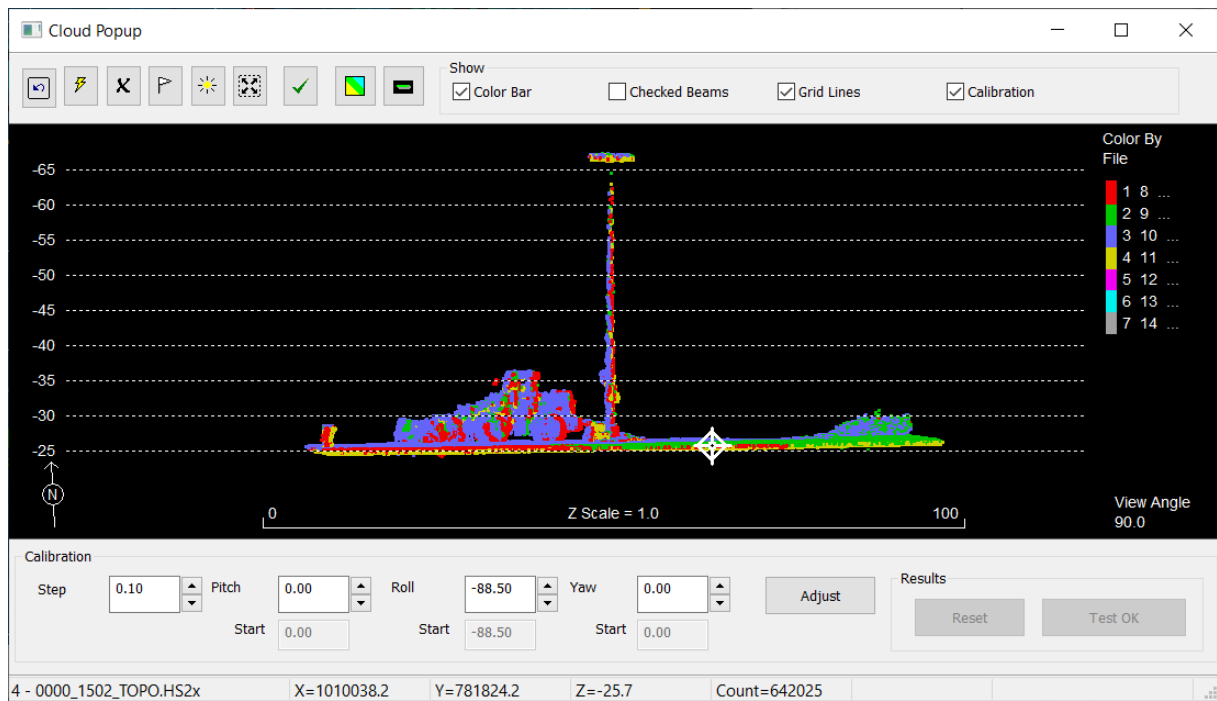 Cloud Popup
Show
Color Bar
Checked Beams
Grid Lines
Calibration
Color By
File
1 8 ...
2 9 ...
3 10 ...
4 11 ...
5 12 ...
6 13 ...
7 14 ...
-65
-60
-55
-50
-45
-40
-35
-30
-25
N
0
Z Scale = 1.0
100
View Angle
90.0
Calibration
Step
0.10
Pitch
0.00
Roll
-88.50
Yaw
0.00
Adjust
Start
0.00
Start
-88.50
Start
0.00
Results
Reset
Test OK
4 - 0000_1502_TOPO.HS2x
X=1010038.2
Y=781824.2
Z=-25.7
Count=642025